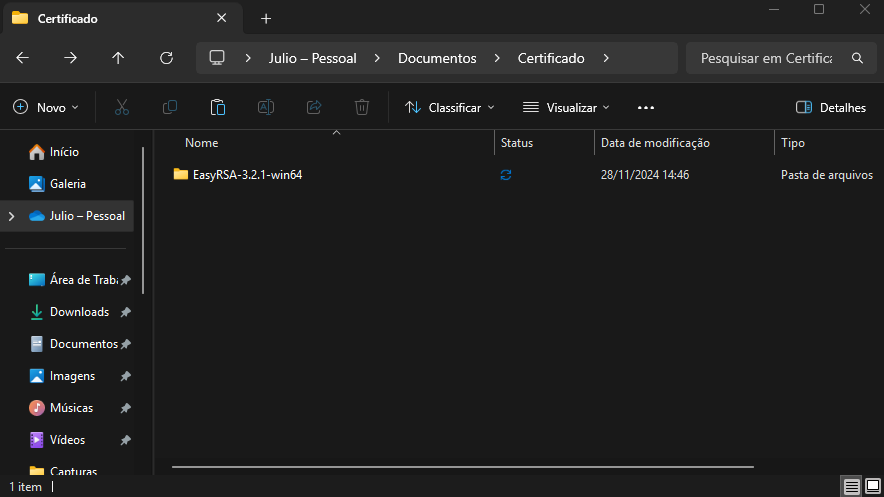 Certificado
Julio – Pessoal > Documentos > Certificado >
Pesquisar em Certifica
Novo
Classificar
Visualizar
Detalhes
Início
Galeria
Julio – Pessoal
Área de Traba
Downloads
Documentos
Imagens
Músicas
Vídeos
Capturas
Nome Status Data de modificação Tipo
EasyRSA-3.2.1-win64 28/11/2024 14:46 Pasta de arquivos
1 item